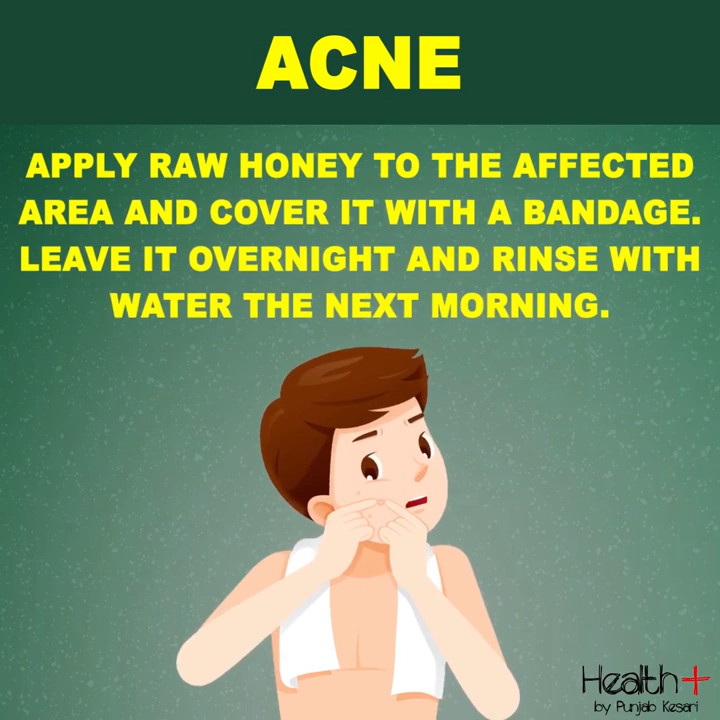 ACNE
APPLY RAW HONEY TO THE AFFECTED
AREA AND COVER IT WITH A BANDAGE.
LEAVE IT OVERNIGHT AND RINSE WITH
WATER THE NEXT MORNING.
Health+
by Punjab Kesari